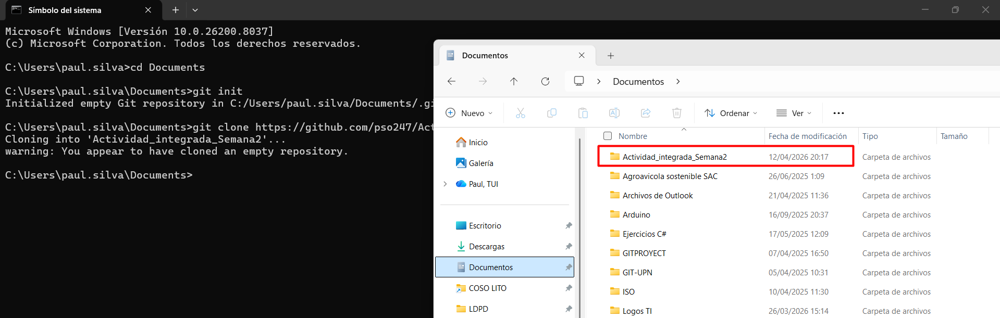 Símbolo del sistema
Microsoft Windows [Versión 10.0.26200.8037]
(c) Microsoft Corporation. Todos los derechos reservados.
C:\Users\paul.silva>cd Documents
C:\Users\paul.silva\Documents>git init
Initialized empty Git repository in C:/Users/paul.silva/Documents/.gi
C:\Users\paul.silva\Documents>git clone https://github.com/pso247/Act
Cloning into 'Actividad_integrada_Semana2'...
warning: You appear to have cloned an empty repository.
C:\Users\paul.silva\Documents>
Documentos
Documentos
Nuevo
Ordenar
Ver
Inicio
Galería
Paul, TUI
Escritorio
Descargas
Documentos
COSO LITO
LDPD
Nombre Fecha de modificación Tipo Tamaño
Actividad_integrada_Semana2 12/04/2026 20:17 Carpeta de archivos
Agroavicola sostenible SAC 26/06/2025 1:09 Carpeta de archivos
Archivos de Outlook 21/04/2025 11:36 Carpeta de archivos
Arduino 16/09/2025 20:37 Carpeta de archivos
Ejercicios C# 17/05/2025 12:09 Carpeta de archivos
GITPROYECT 07/04/2025 16:50 Carpeta de archivos
GIT-UPN 05/04/2025 10:31 Carpeta de archivos
ISO 10/04/2025 11:30 Carpeta de archivos
Logos TI 26/03/2026 15:14 Carpeta de archivos